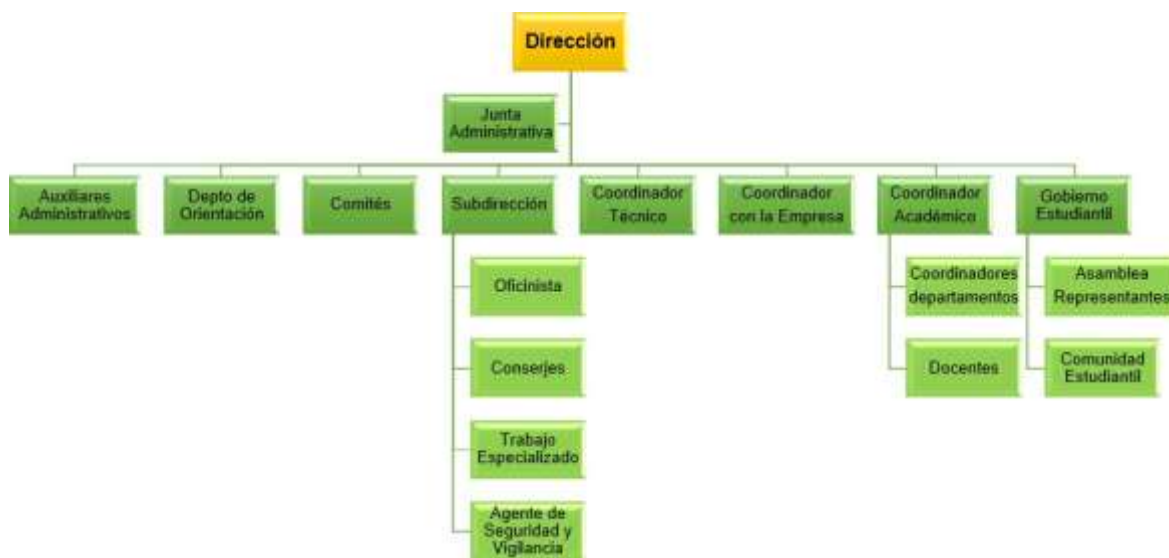 Dirección
Junta
Administrativa
Auxiliares
Administrativos
Depto de
Orientación
Comités
Subdirección
Coordinador
Técnico
Coordinador
con la Empresa
Coordinador
Académico
Gobierno
Estudiantil
Oficinista
Conserjes
Trabajo
Especializado
Agente de
Seguridad y
Vigilancia
Coordinadores
departamentos
Docentes
Asamblea
Representantes
Comunidad
Estudiantil